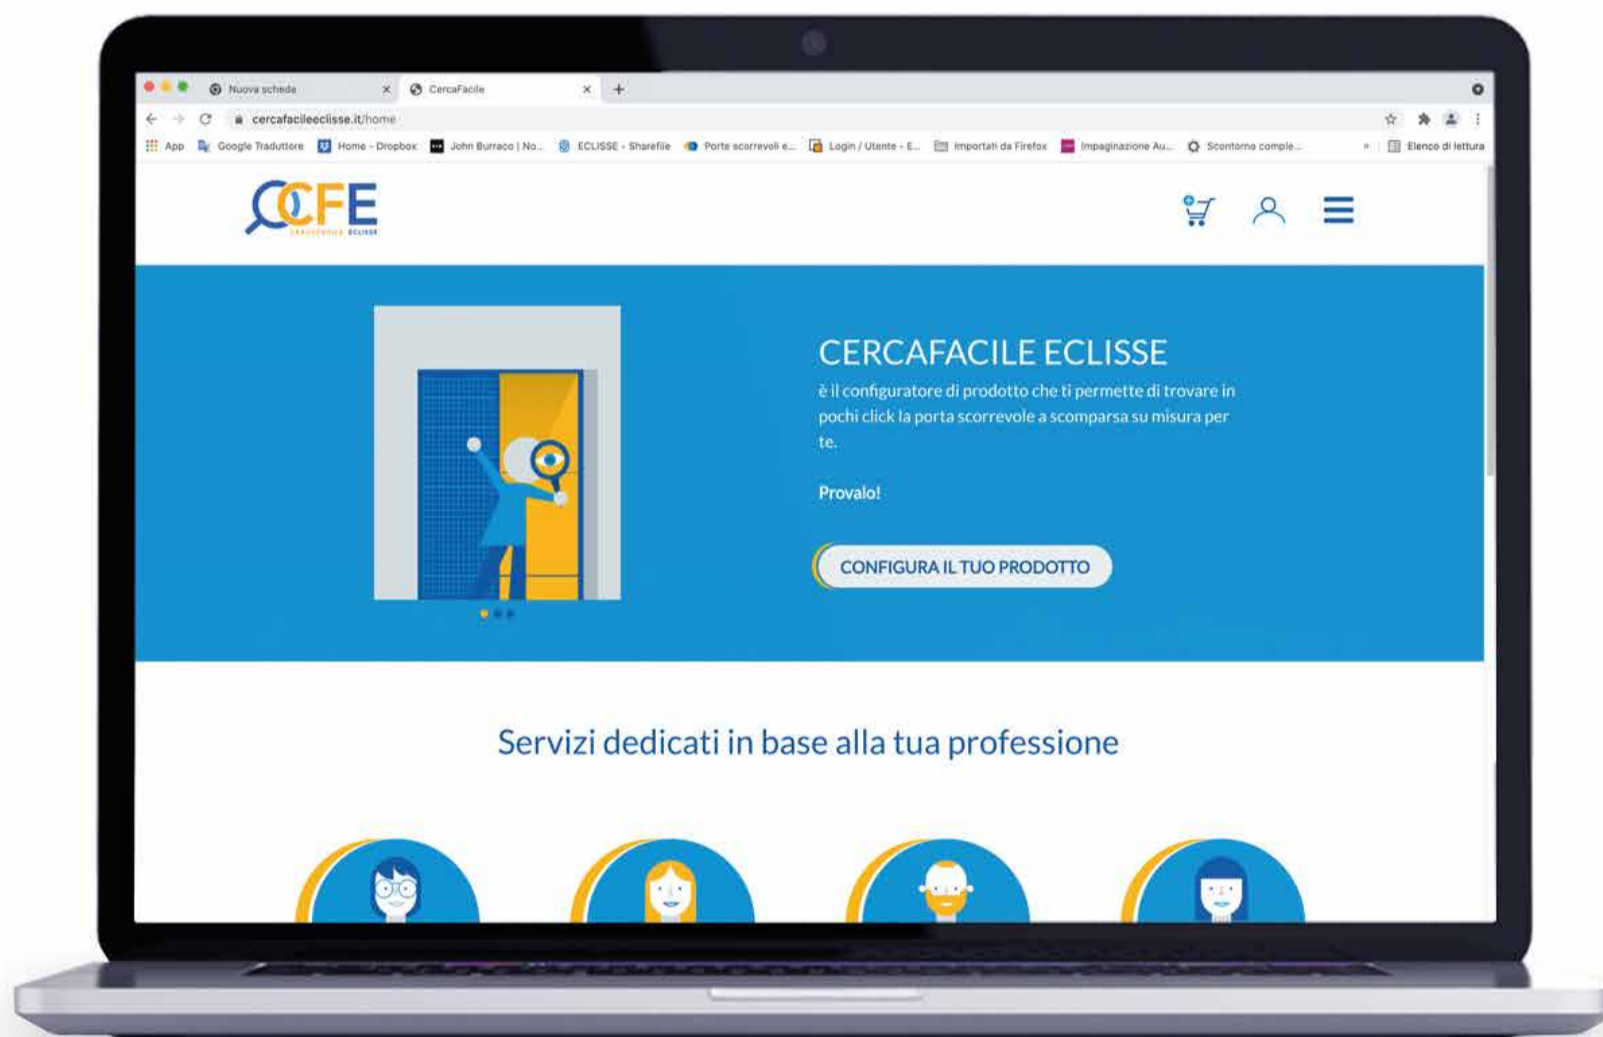 Nuova scheda
CercaFacile
cercafacileeclisse.it/home
App
Google Traduttore
Home - Dropbox
John Burraco | No...
ECLISSE - Sharefile
Porte scorrevoli e...
Login / Utente - E...
Importati da Firefox
Impaginazione Au...
Scontorno comple...
»
Elenco di lettura
CFE
CERCAFACILE ECLISSE
CERCAFACILE ECLISSE
è il configuratore di prodotto che ti permette di trovare in
pochi click la porta scorrevole a scomparsa su misura per
te.
Provalo!
CONFIGURA IL TUO PRODOTTO
Servizi dedicati in base alla tua professione